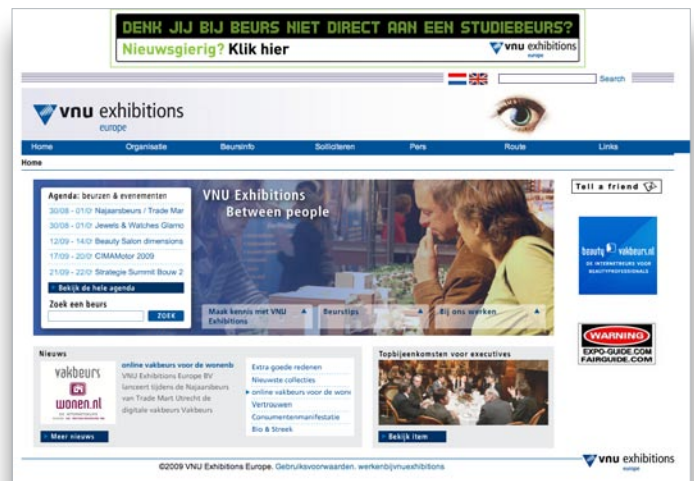 DENK JIJ BIJ BEURS NIET DIRECT AAN EEN STUDIEBEURS?
Nieuwsgierig? Klik hier
vnu exhibitions
europe
Search
vnu exhibitions
europe
Home Organisatie Beursinfo Solliciteren Pers Route Links
Home
Agenda: beurzen & evenementen
30/08 - 01/0 Najaarsbeurs / Trade Mar
30/08 - 01/0 Jewels & Watches Glamo
12/09 - 14/0 Beauty Salon dimensions
17/09 - 20/0 CIMAMotor 2009
21/09 - 22/0 Strategie Summit Bouw 2
Bekijk de hele agenda
Zoek een beurs
ZOEK
VNU Exhibitions
Between people
Maak kennis met VNU Exhibitions
Beurstips
Bij ons werken
Tell a friend
beauty vakbeurs.nl
DE INTERNETBEURS VOOR
BEAUTYPROFESSIONALS
WARNING
EXPO-GUIDE.COM
FAIRGUIDE.COM
Nieuws
vakbeurs
wonen.nl
Meer nieuws
online vakbeurs voor de wonenb
VNU Exhibitions Europe BV
lanceert tijdens de Najaarsbeurs
van Trade Mart Utrecht de
digitale vakbeurs Vakbeurs
Extra goede redenen
Nieuwste collecties
online vakbeurs voor de woni
Vertrouwen
Consumentenmanifestatie
Bio & Streek
Topbijeenkomsten voor executives
Bekijk item
©2009 VNU Exhibitions Europe. Gebruiksvoorwaarden. werkenbijvnuexhibitions
vnu exhibitions
europe